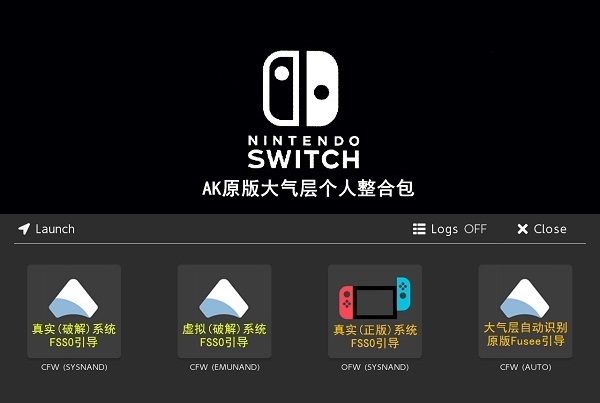 NINTENDO
SWITCH
AK原版大气层个人整合包
Launch
Logs OFF
Close
真实(破解)系统
FSS0引导
CFW (SYSNAND)
虚拟(破解)系统
FSS0引导
CFW (EMUNAND)
真实(正版)系统
FSS0引导
OFW (SYSNAND)
大气层自动识别
原版Fusee引导
CFW (AUTO)